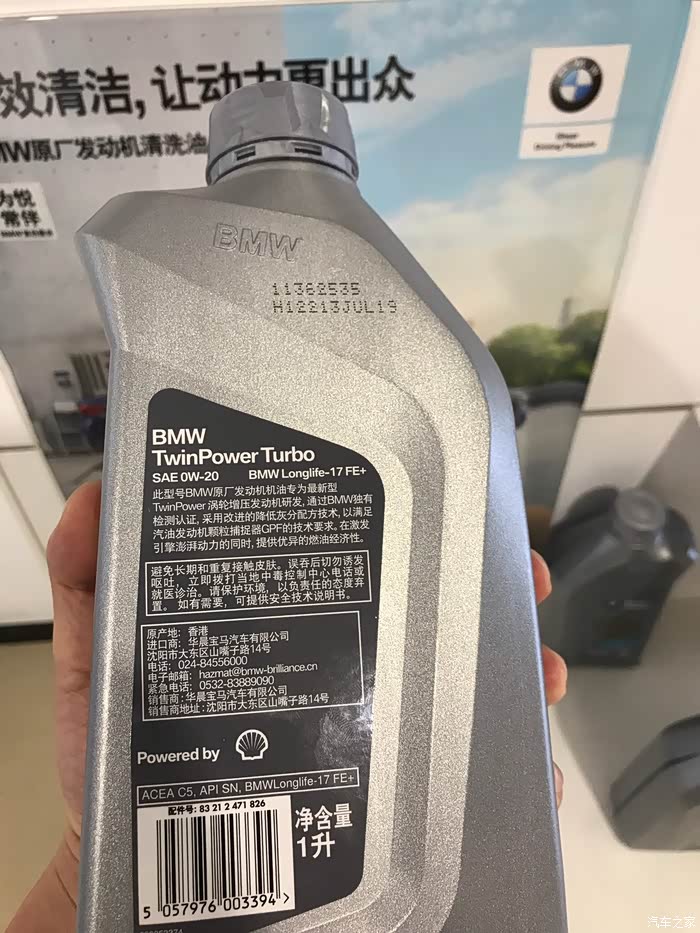 效清洁,让动力更出众
MW原厂发动机清洗油
为悦
常伴
BMW
Sheer
Driving Pleasure
BMW
11362535
H12213JUL19
BMW
TwinPower Turbo
SAE 0W-20 BMW Longlife-17 FE+
此型号BMW原厂发动机机油专为最新型
TwinPower 涡轮增压发动机研发,通过BMW独有
检测认证,采用改进的降低灰分配方技术,以满足
汽油发动机颗粒捕捉器GPF的技术要求。在激发
引擎澎湃动力的同时,提供优异的燃油经济性。
避免长期和重复接触皮肤。误吞后切勿诱发
呕吐,立即拨打当地中毒控制中心电话或
就医诊治。请保护环境,以负责任的态度弃
置。如有需要,可提供安全技术说明书。
原产地:香港
进口商:华晨宝马汽车有限公司
沈阳市大东区山嘴子路14号
电话:024-84556000
电子邮箱:hazmat@bmw-brilliance.cn
紧急电话:0532-83889090
销售商:华晨宝马汽车有限公司
销售商地址:沈阳市大东区山嘴子路14号
Powered by
ACEA C5, API SN, BMWLonglife-17 FE+
配件号: 83 21 2 471 826
5 057976 003394 >
净含量
1升
汽车之家